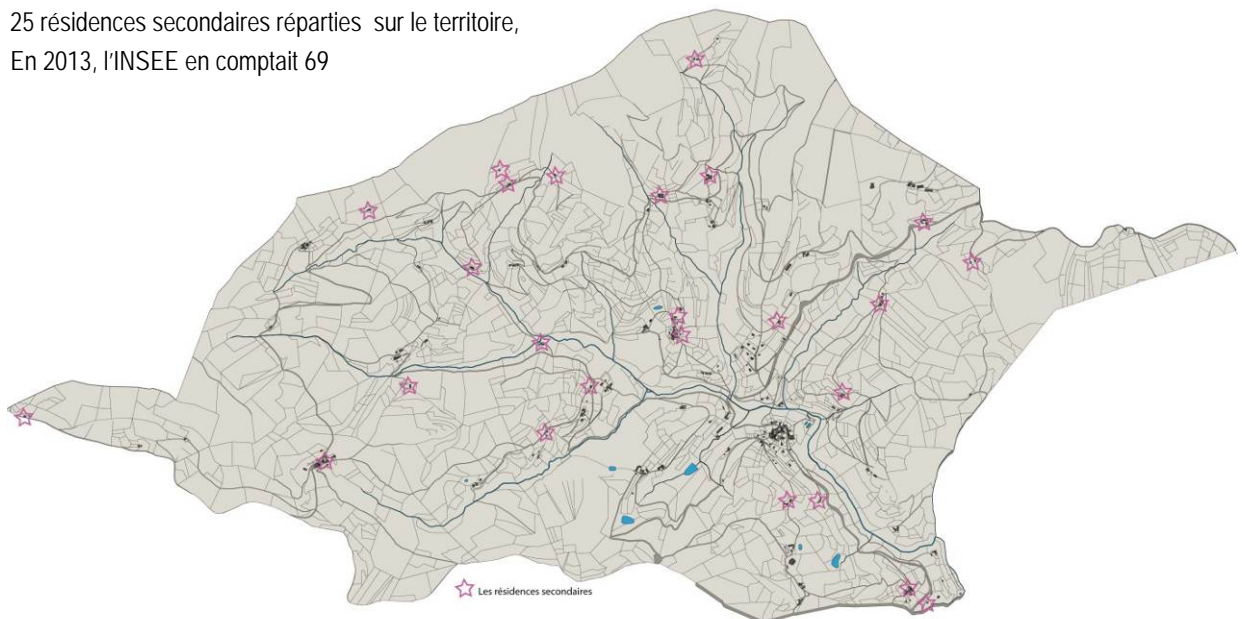 25 résidences secondaires réparties sur le territoire,
En 2013, l'INSEE en comptait 69
Les résidences secondaires